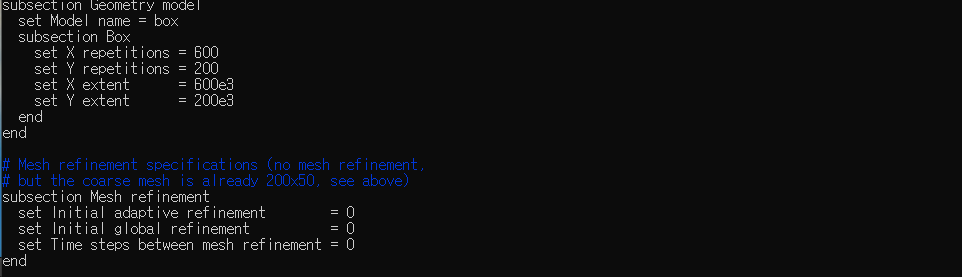 subsection Geometry model
  set Model name = box
  subsection Box
    set X repetitions = 600
    set Y repetitions = 200
    set X extent      = 600e3
    set Y extent      = 200e3
  end
end
# Mesh refinement specifications (no mesh refinement,
# but the coarse mesh is already 200x50, see above)
subsection Mesh refinement
  set Initial adaptive refinement        = 0
  set Initial global refinement          = 0
  set Time steps between mesh refinement = 0
end